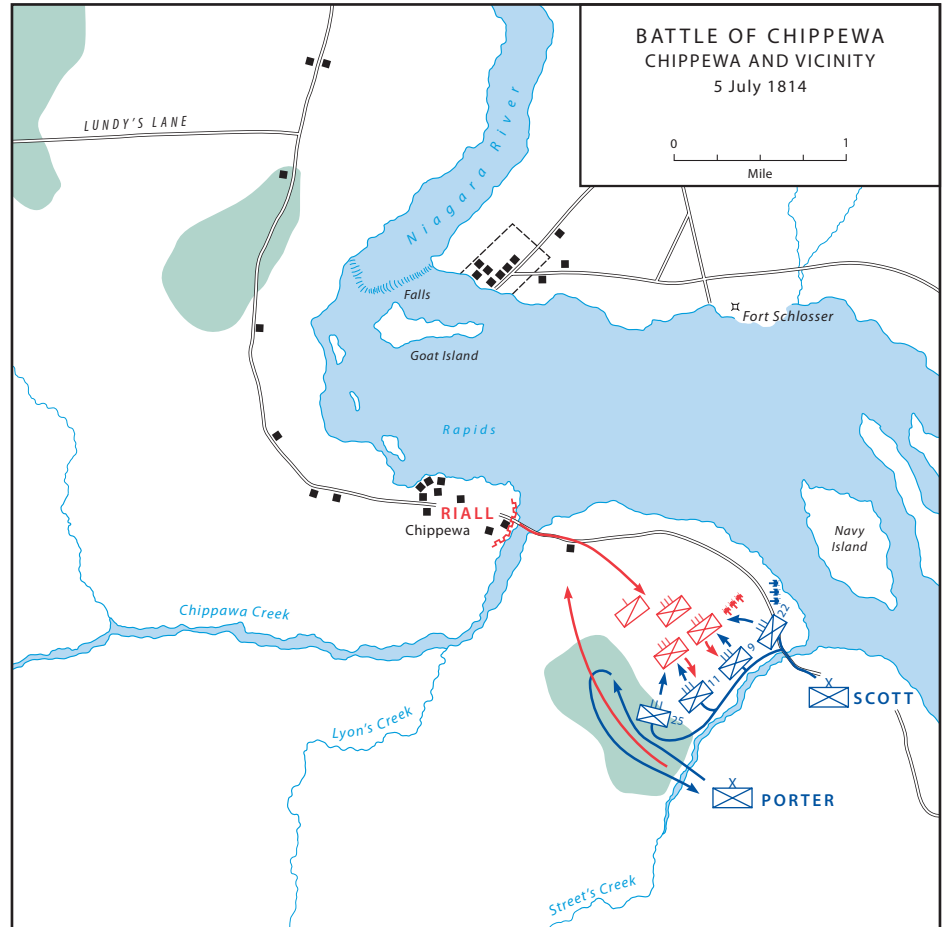 BATTLE OF CHIPPEWA
CHIPPEWA AND VICINITY
5 July 1814
0 1
Mile
LUNDY'S LANE
Niagara River
Falls
Fort Schlosser
Goat Island
Rapids
RIALL
Chippewa
Navy
Island
Chippawa Creek
22
9
11
25
X
SCOTT
Lyon's Creek
X
PORTER
Street's Creek